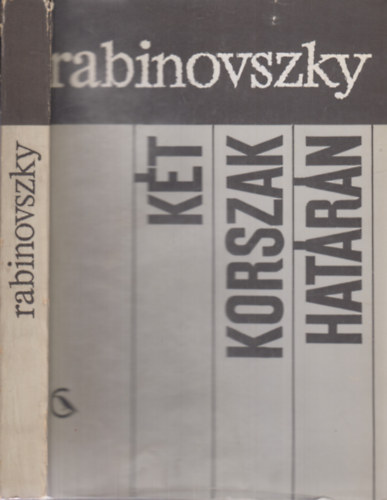 rabinovszky
KÉT
KORSZAK
HATÁRÁN
rabinovszky